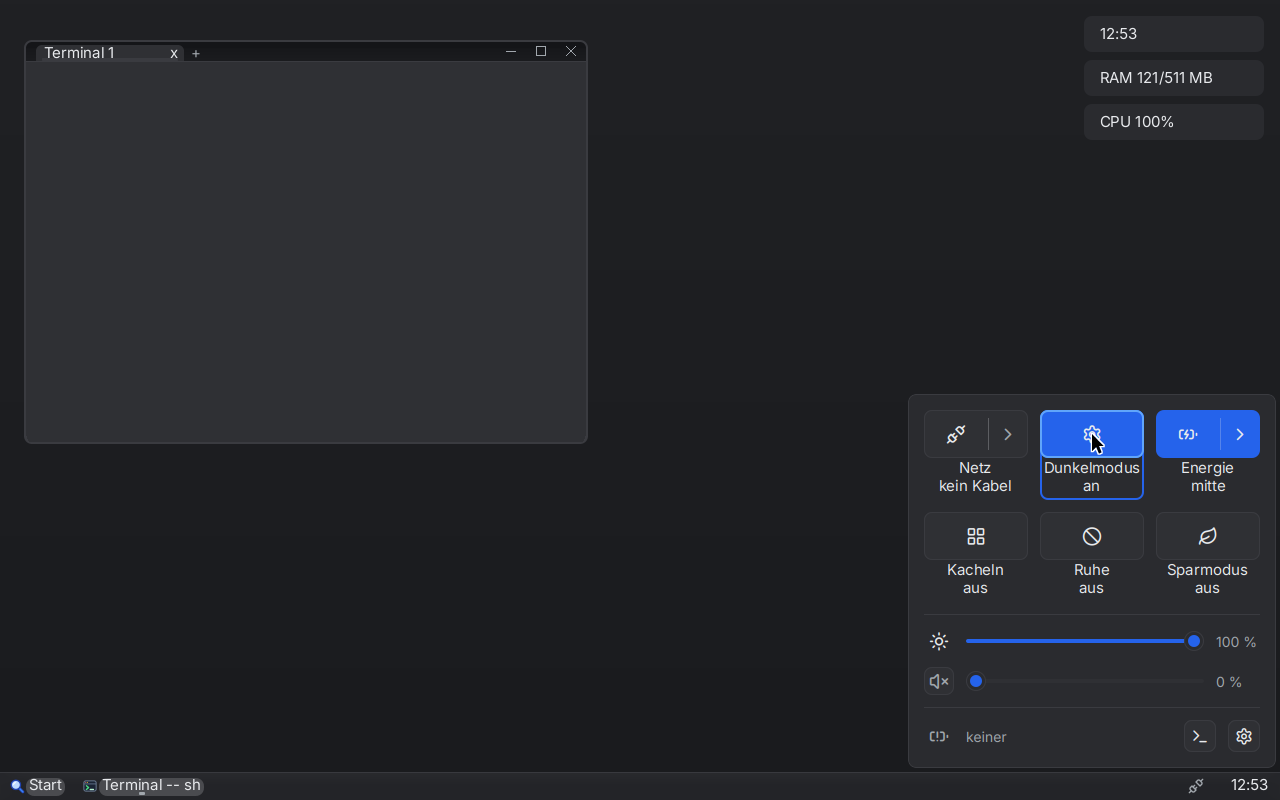 Terminal 1 x +
12:53
RAM 121/511 MB
CPU 100%
Netz
kein Kabel
Dunkelmodus
an
Energie
mitte
Kacheln
aus
Ruhe
aus
Sparmodus
aus
100 %
0 %
keiner
Start
Terminal -- sh
12:53